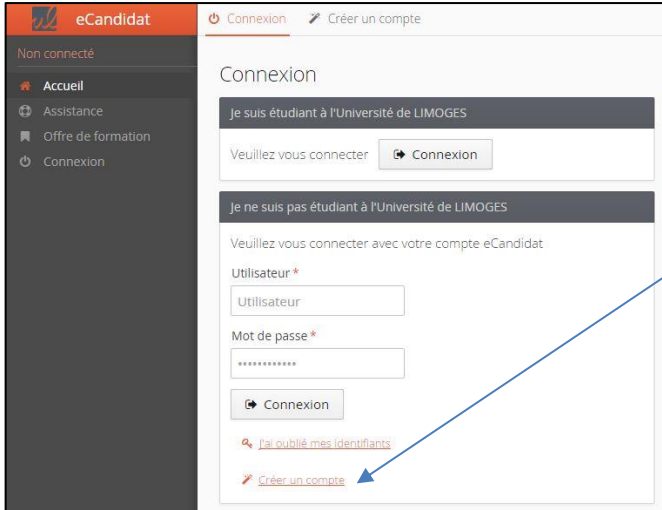 eCandidat
Connexion
Créer un compte
Non connecté
Accueil
Assistance
Offre de formation
Connexion
Connexion
Je suis étudiant à l'Université de LIMOGES
Veuillez vous connecter
Connexion
Je ne suis pas étudiant à l'Université de LIMOGES
Veuillez vous connecter avec votre compte eCandidat
Utilisateur *
Utilisateur
Mot de passe *
••••••••••••
Connexion
J'ai oublié mes identifiants
Créer un compte